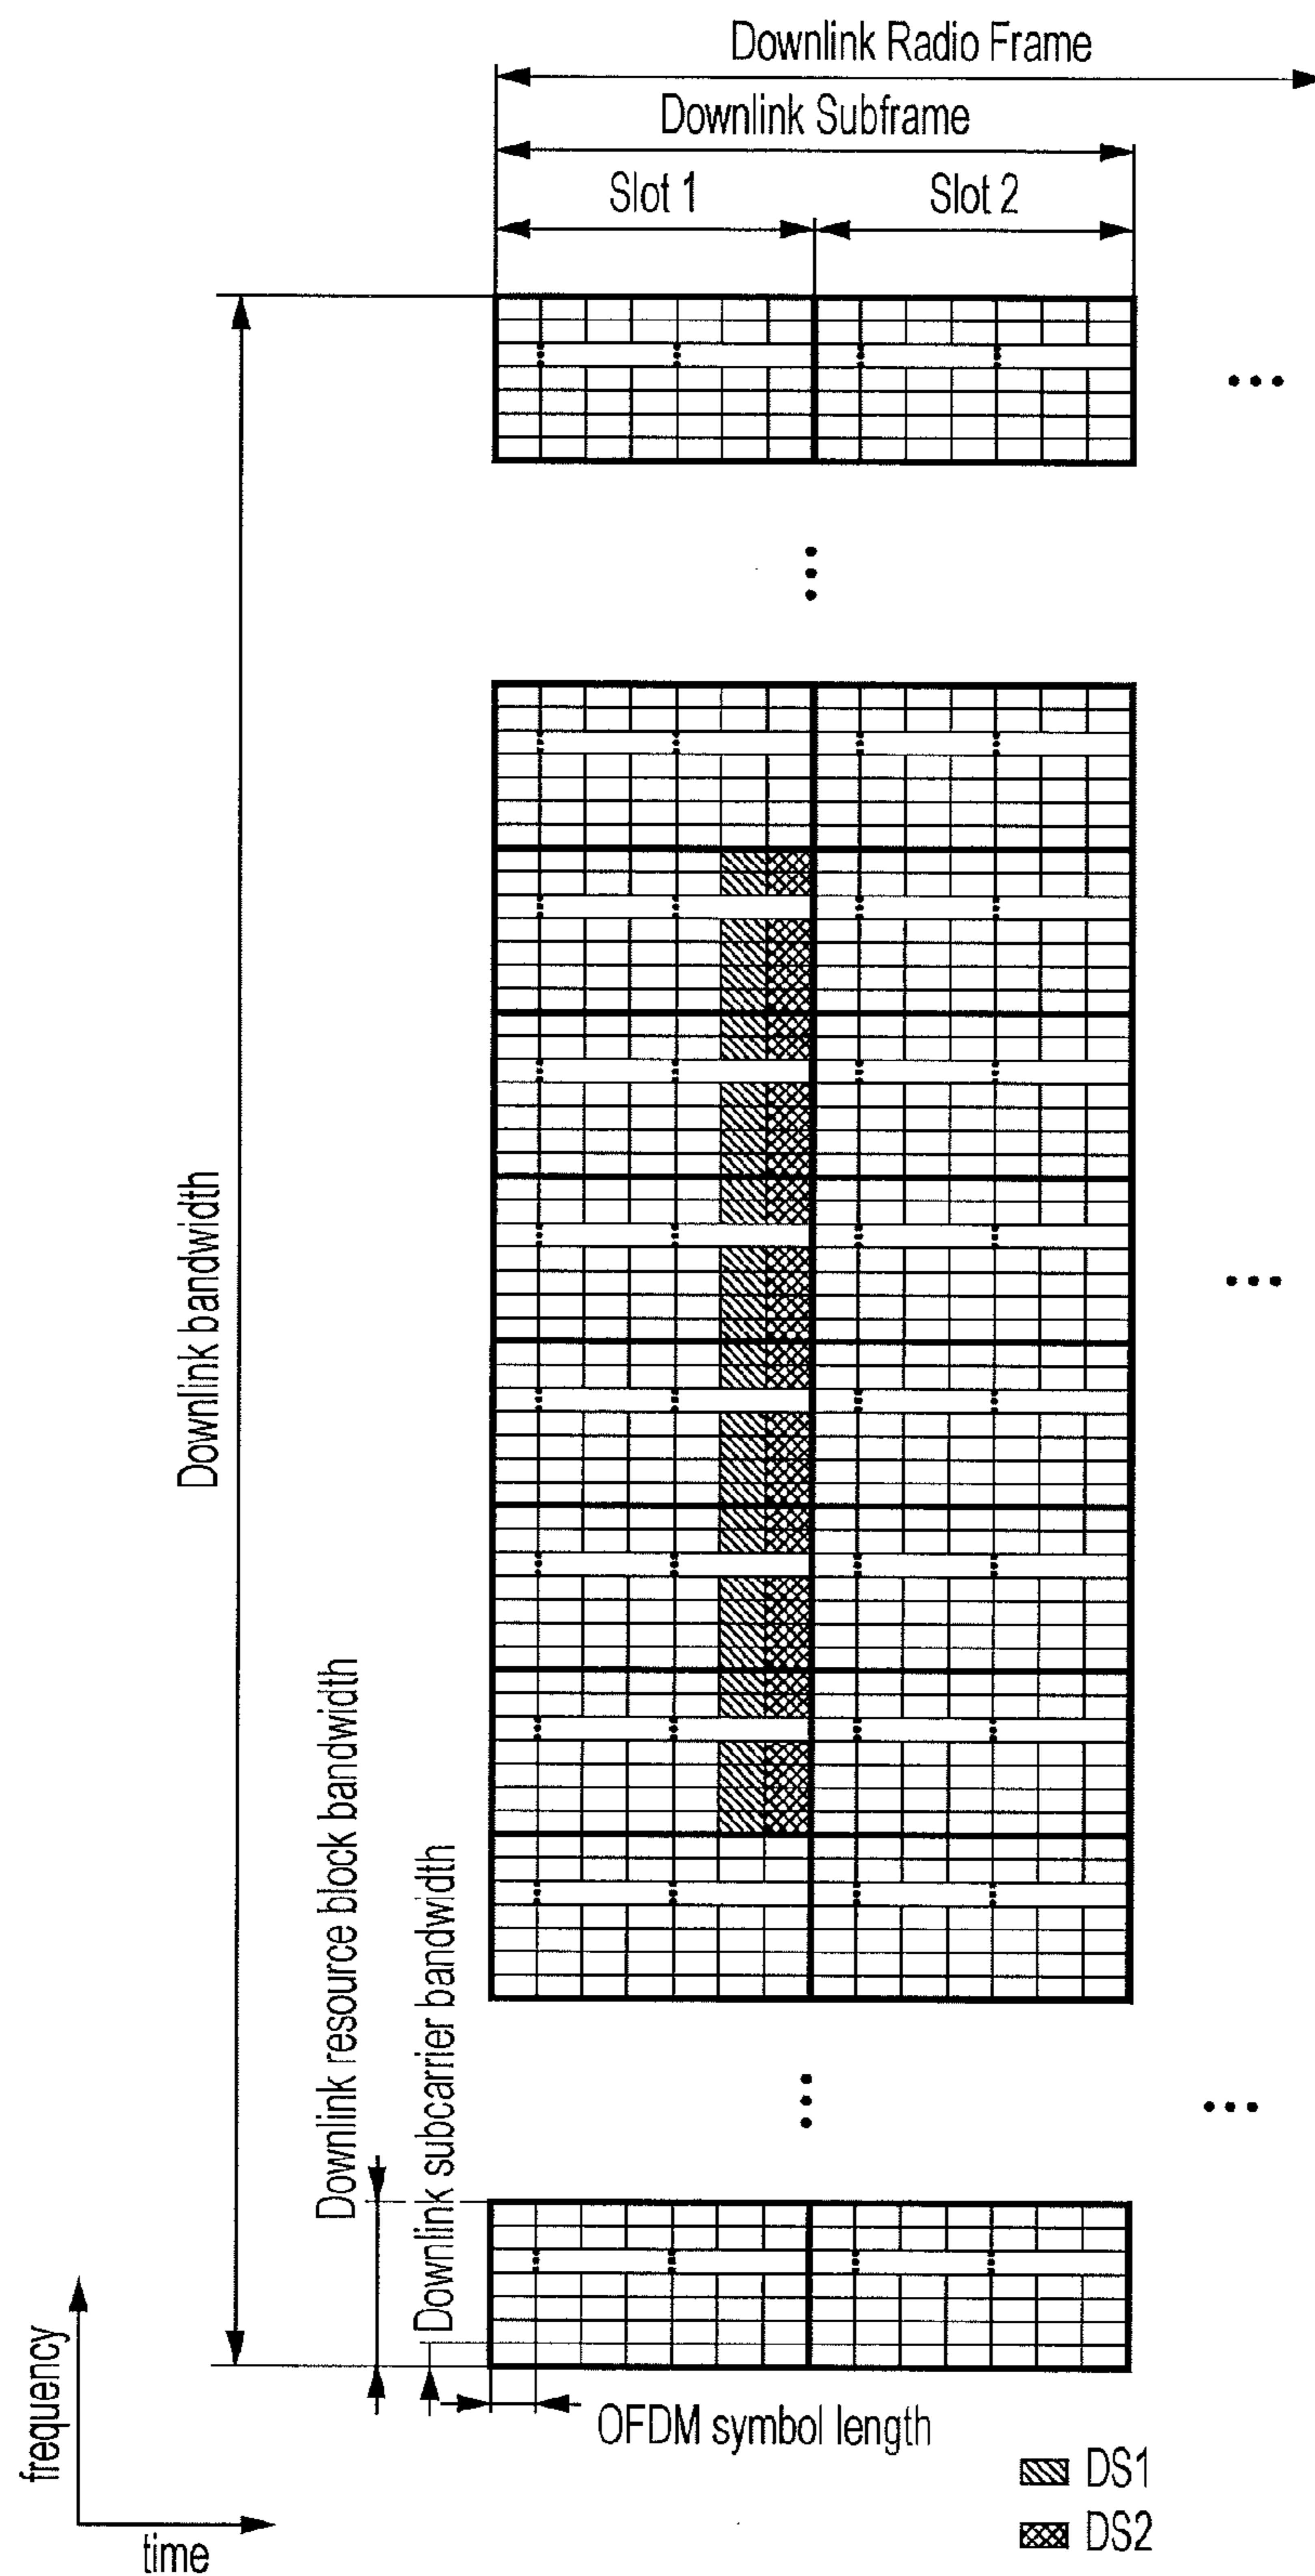 Downlink Radio Frame
Downlink Subframe
Slot 1
Slot 2
Downlink bandwidth
Downlink resource block bandwidth
Downlink subcarrier bandwidth
OFDM symbol length
frequency
time
DS1
DS2